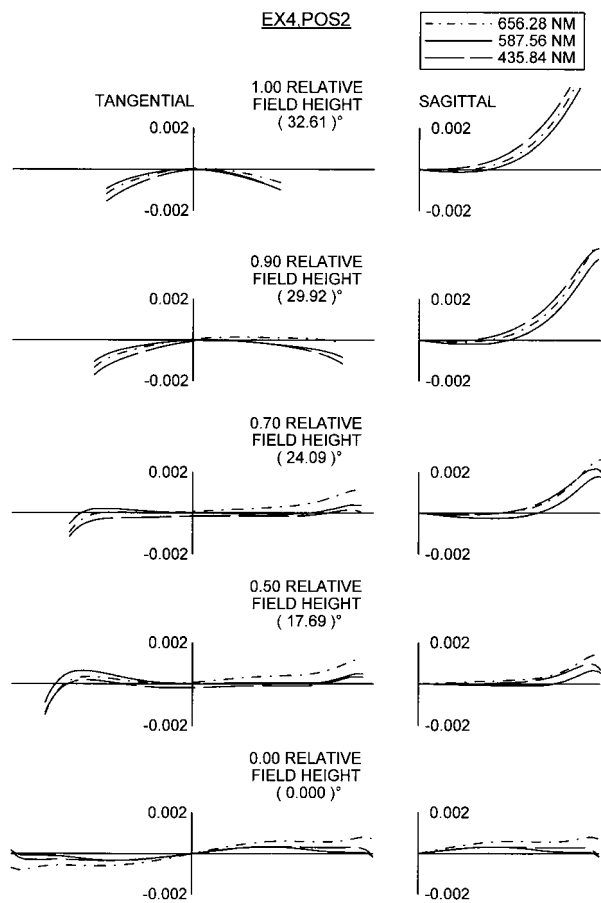 EX4,POS2
656.28 NM
587.56 NM
435.84 NM
TANGENTIAL
1.00 RELATIVE
FIELD HEIGHT
( 32.61 )°
SAGITTAL
0.002
-0.002
0.002
-0.002
0.90 RELATIVE
FIELD HEIGHT
( 29.92 )°
0.002
-0.002
0.002
-0.002
0.70 RELATIVE
FIELD HEIGHT
( 24.09 )°
0.002
-0.002
0.002
-0.002
0.50 RELATIVE
FIELD HEIGHT
( 17.69 )°
0.002
-0.002
0.002
-0.002
0.00 RELATIVE
FIELD HEIGHT
( 0.000 )°
0.002
-0.002
0.002
-0.002